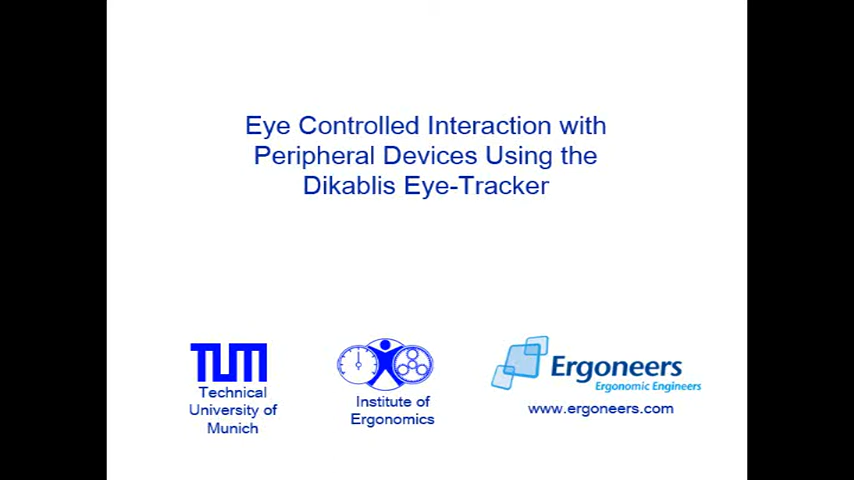 Eye Controlled Interaction with
Peripheral Devices Using the
Dikablis Eye-Tracker
TUM
Technical
University of
Munich
Institute of
Ergonomics
Ergoneers
Ergonomic Engineers
www.ergoneers.com